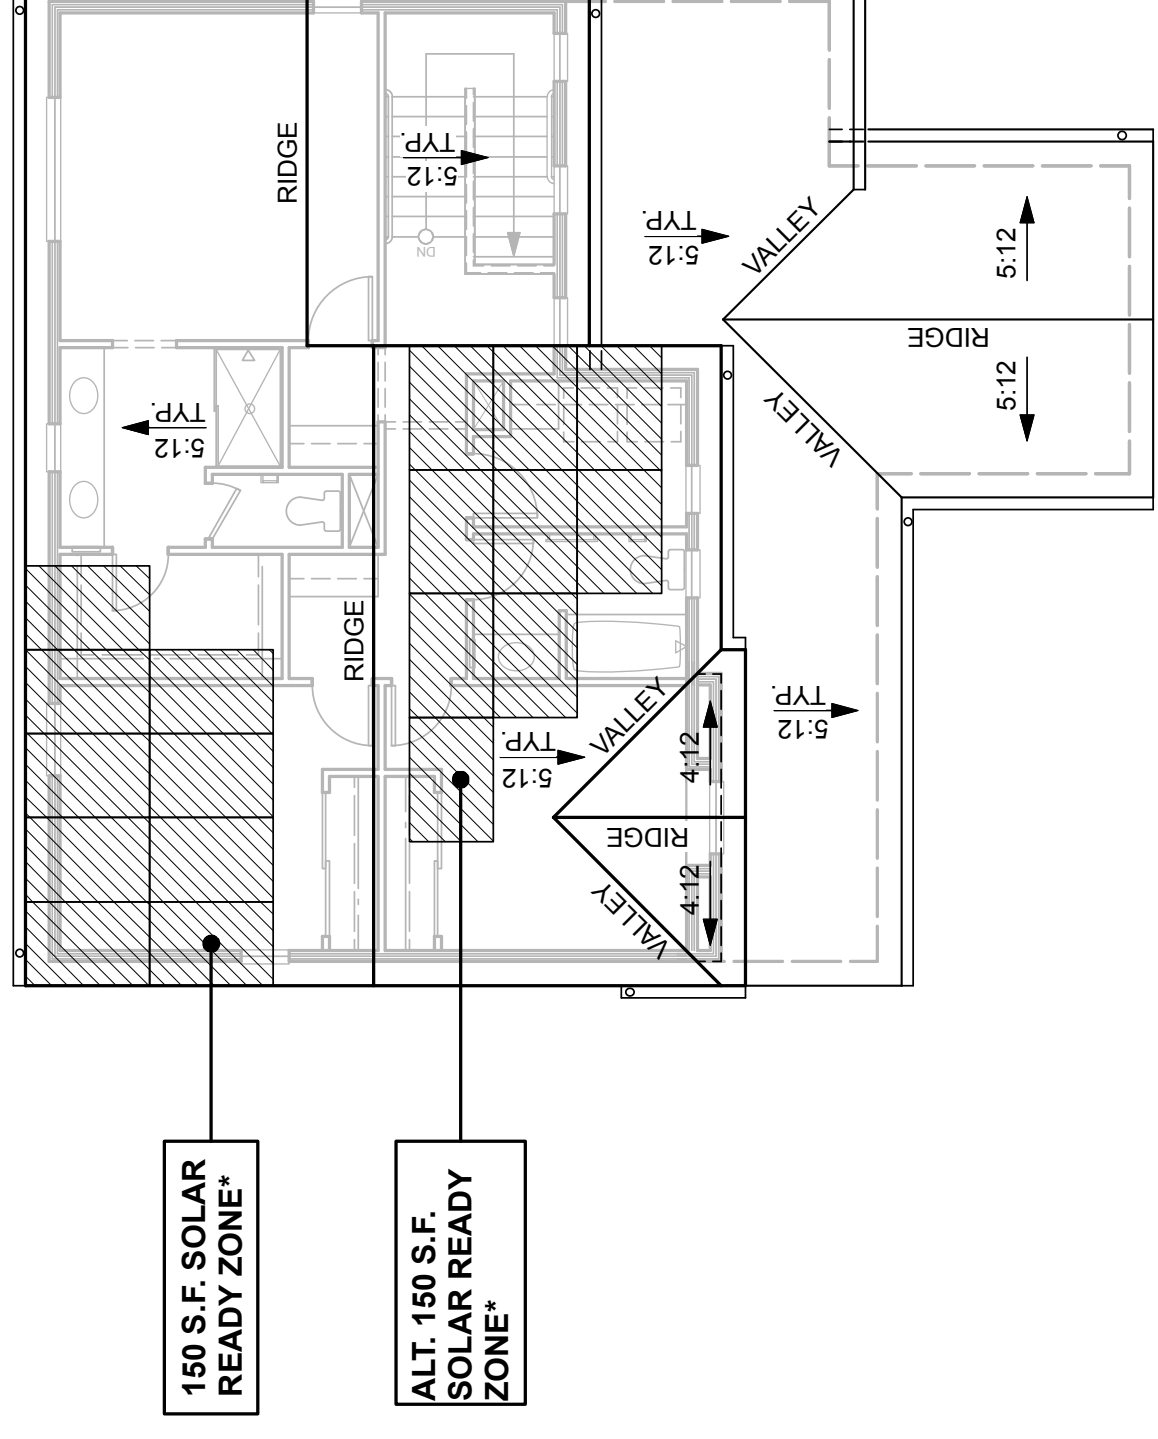 RIDGE
TYP.
5:12
DN
TYP.
5:12
VALLEY
5:12
RIDGE
5:12
VALLEY
TYP.
5:12
RIDGE
TYP.
5:12
VALLEY
4:12
RIDGE
4:12
VALLEY
TYP.
5:12
150 S.F. SOLAR
READY ZONE*
ALT. 150 S.F.
SOLAR READY
ZONE*